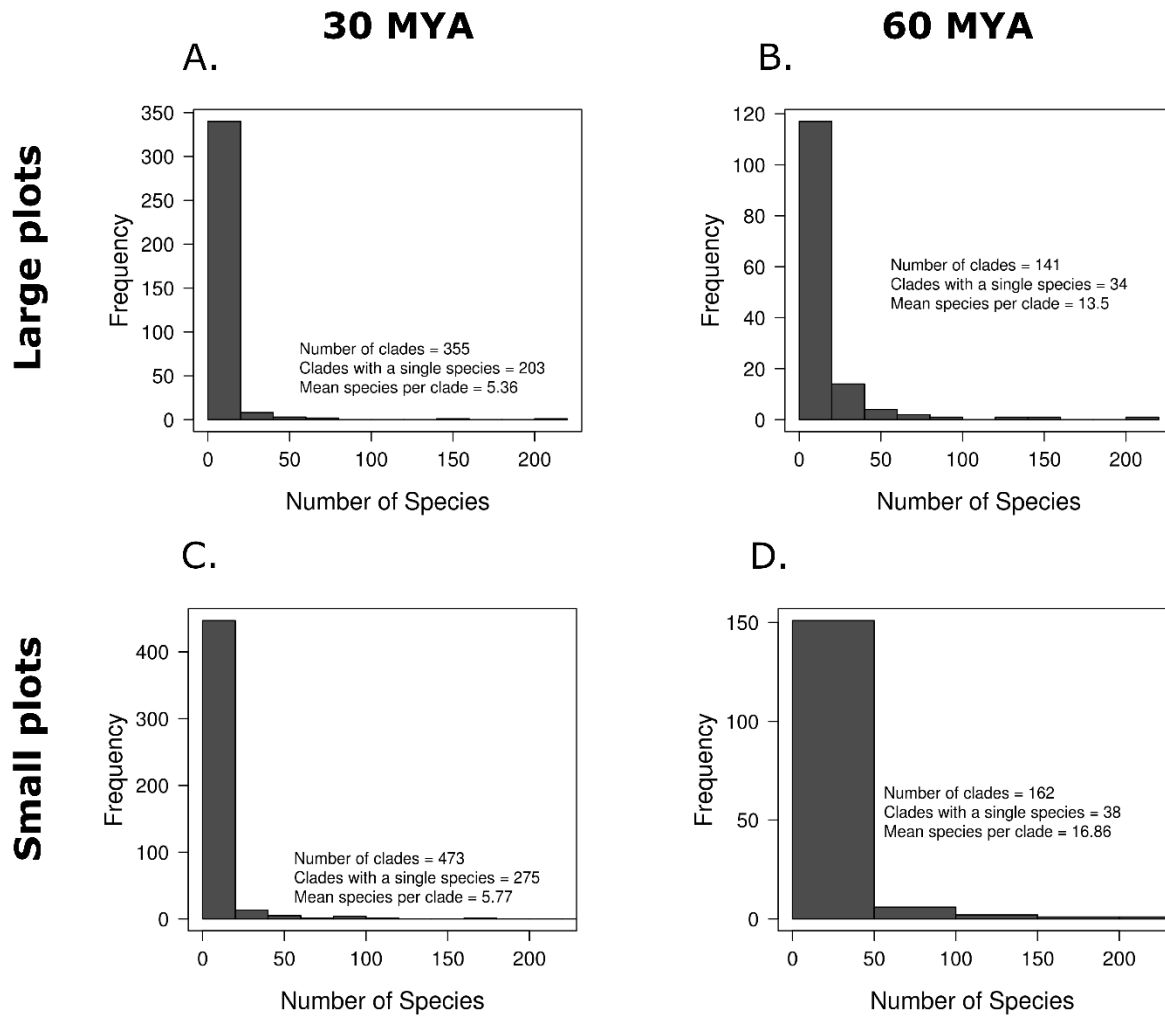 30 MYA
60 MYA
Large plots
A.
350
300
250
200
150
100
50
0
Frequency
Number of clades = 355
Clades with a single species = 203
Mean species per clade = 5.36
0 50 100 150 200
Number of Species
B.
120
100
80
60
40
20
0
Frequency
Number of clades = 141
Clades with a single species = 34
Mean species per clade = 13.5
0 50 100 150 200
Number of Species
Small plots
C.
400
300
200
100
0
Frequency
Number of clades = 473
Clades with a single species = 275
Mean species per clade = 5.77
0 50 100 150 200
Number of Species
D.
150
100
50
0
Frequency
Number of clades = 162
Clades with a single species = 38
Mean species per clade = 16.86
0 50 100 150 200
Number of Species